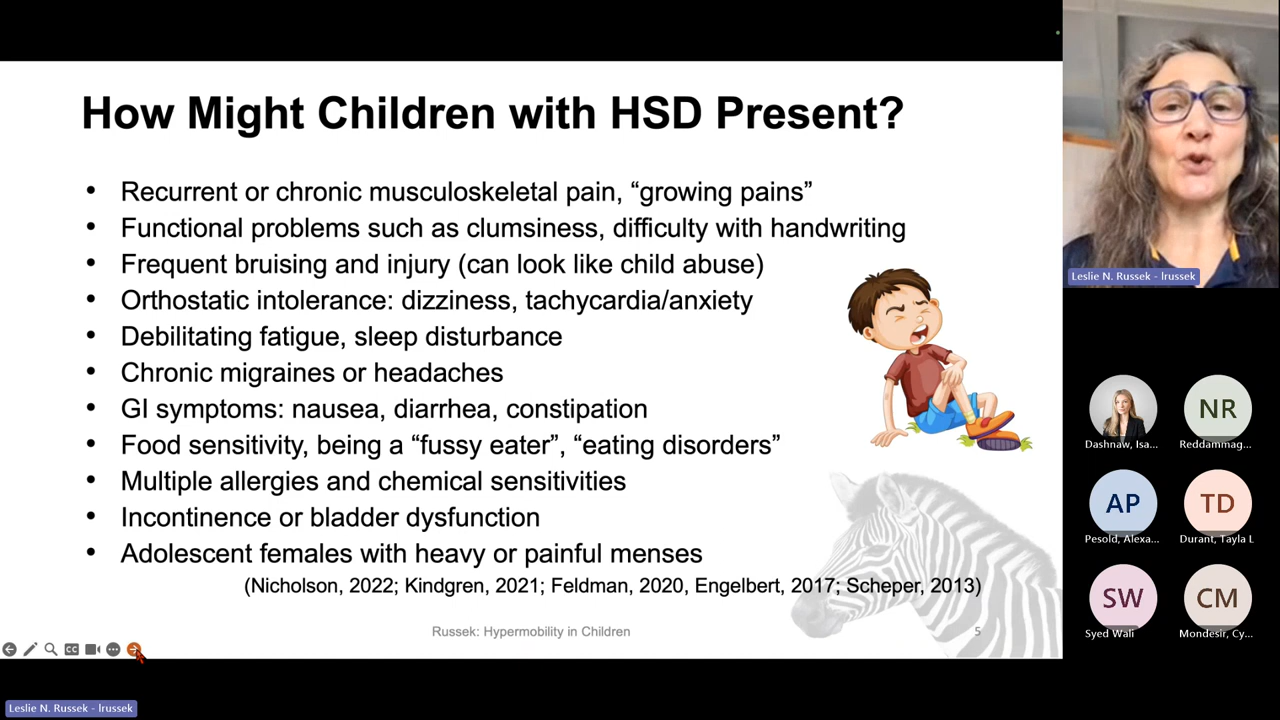 How Might Children with HSD Present?
• Recurrent or chronic musculoskeletal pain, “growing pains”
• Functional problems such as clumsiness, difficulty with handwriting
• Frequent bruising and injury (can look like child abuse)
• Orthostatic intolerance: dizziness, tachycardia/anxiety
• Debilitating fatigue, sleep disturbance
• Chronic migraines or headaches
• GI symptoms: nausea, diarrhea, constipation
• Food sensitivity, being a “fussy eater”, “eating disorders”
• Multiple allergies and chemical sensitivities
• Incontinence or bladder dysfunction
• Adolescent females with heavy or painful menses
(Nicholson, 2022; Kindgren, 2021; Feldman, 2020, Engelbert, 2017; Scheper, 2013)
Russek: Hypermobility in Children
5
CC
Leslie N. Russek - lrussek
Leslie N. Russek - lrussek
NR
Dashnaw, Isa...
Reddammag...
AP
TD
Pesold, Alexa...
Durant, Tayla L
SW
CM
Syed Wali
Mondesir, Cy...